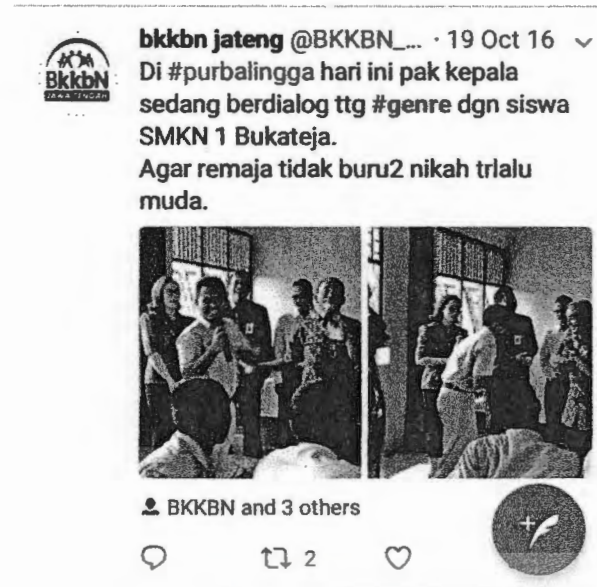 bkkbn jateng @BKKBN_... · 19 Oct 16
BkkbN
JAWA TENGAH
Di #purbalingga hari ini pak kepala
sedang berdialog ttg #genre dgn siswa
SMKN 1 Bukateja.
Agar remaja tidak buru2 nikah trlalu
muda.
BKKBN and 3 others
2